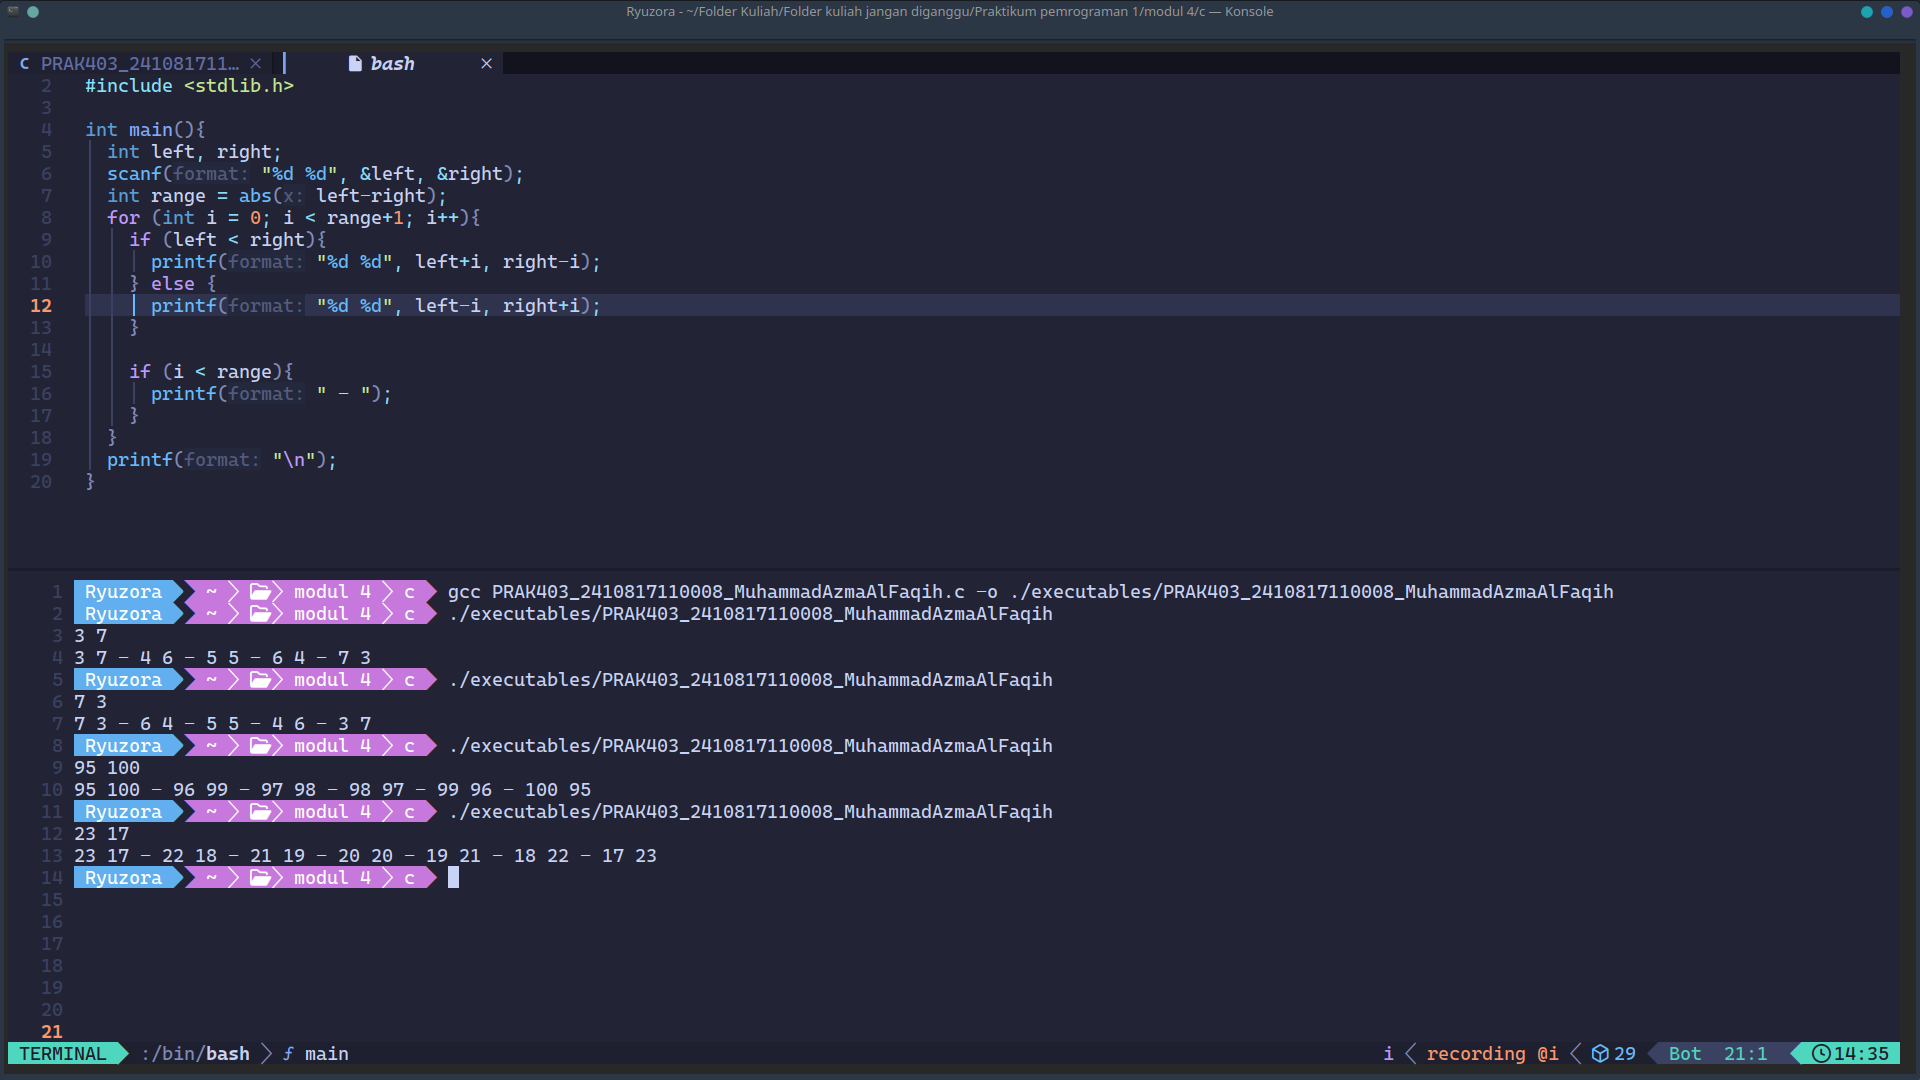 Ryuzora - ~/Folder Kuliah/Folder kuliah jangan diganggu/Praktikum pemrograman 1/modul 4/c — Konsole
C PRAK403_241081711… × bash ×
2 #include <stdlib.h>
3
4 int main(){
5 int left, right;
6 scanf(format: "%d %d", &left, &right);
7 int range = abs(x: left-right);
8 for (int i = 0; i < range+1; i++){
9 if (left < right){
10 printf(format: "%d %d", left+i, right-i);
11 } else {
12 printf(format: "%d %d", left-i, right+i);
13 }
14
15 if (i < range){
16 printf(format: " - ");
17 }
18 }
19 printf(format: "\n");
20 }
1 Ryuzora ~ modul 4 c gcc PRAK403_2410817110008_MuhammadAzmaAlFaqih.c -o ./executables/PRAK403_2410817110008_MuhammadAzmaAlFaqih
2 Ryuzora ~ modul 4 c ./executables/PRAK403_2410817110008_MuhammadAzmaAlFaqih
3 3 7
4 3 7 - 4 6 - 5 5 - 6 4 - 7 3
5 Ryuzora ~ modul 4 c ./executables/PRAK403_2410817110008_MuhammadAzmaAlFaqih
6 7 3
7 7 3 - 6 4 - 5 5 - 4 6 - 3 7
8 Ryuzora ~ modul 4 c ./executables/PRAK403_2410817110008_MuhammadAzmaAlFaqih
9 95 100
10 95 100 - 96 99 - 97 98 - 98 97 - 99 96 - 100 95
11 Ryuzora ~ modul 4 c ./executables/PRAK403_2410817110008_MuhammadAzmaAlFaqih
12 23 17
13 23 17 - 22 18 - 21 19 - 20 20 - 19 21 - 18 22 - 17 23
14 Ryuzora ~ modul 4 c
15
16
17
18
19
20
21
TERMINAL :/bin/bash ƒ main i recording @i 29 Bot 21:1 14:35